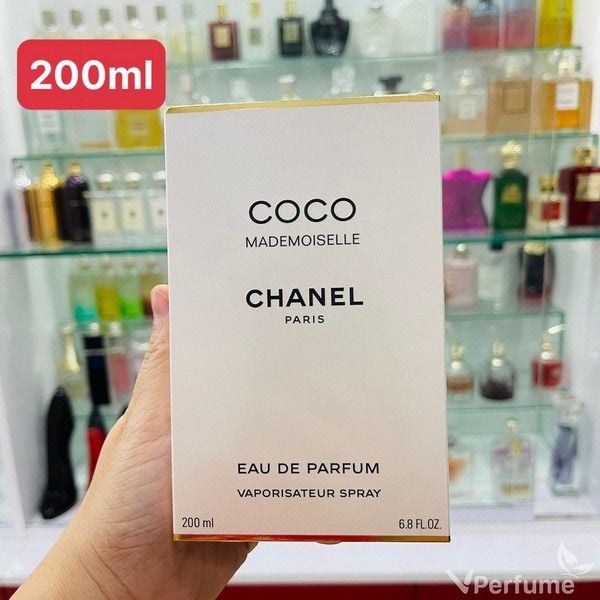 200ml
COCO
MADEMOISELLE
CHANEL
PARIS
EAU DE PARFUM
VAPORISATEUR SPRAY
200 ml 6.8 FL.OZ.
VPerfume